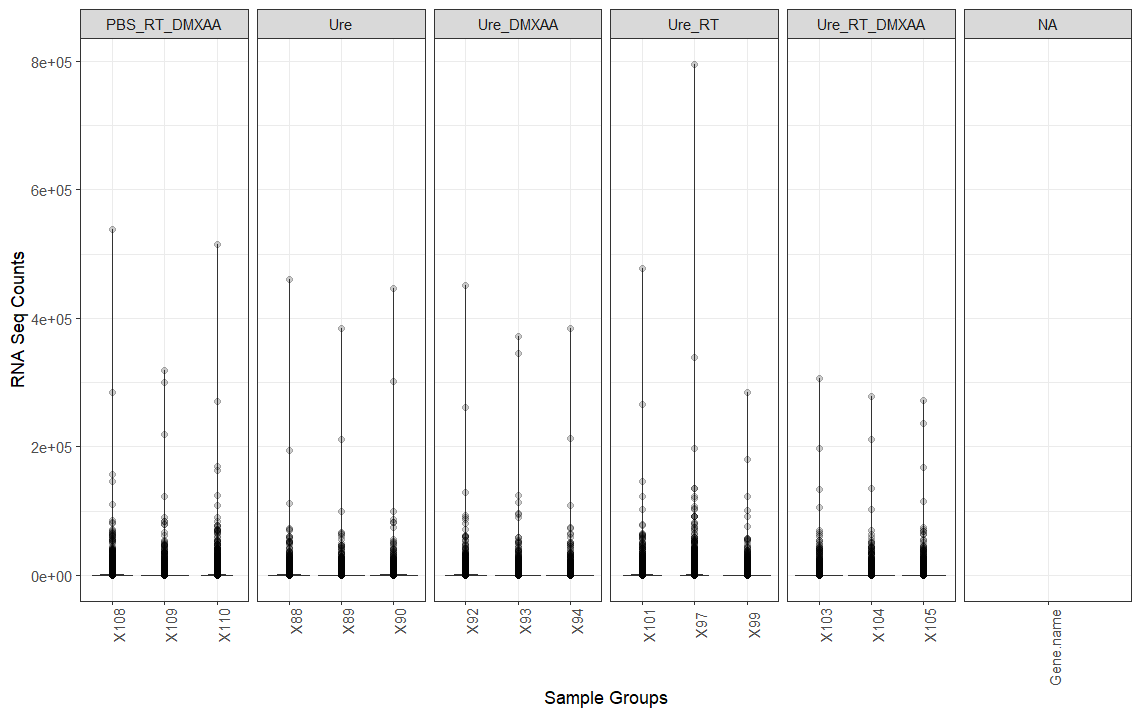 PBS_RT_DMXAA Ure Ure_DMXAA Ure_RT Ure_RT_DMXAA NA
8e+05
6e+05
4e+05
2e+05
0e+00
RNA Seq Counts
X108 X109 X110 X88 X89 X90 X92 X93 X94 X101 X97 X99 X103 X104 X105 Gene.name
Sample Groups